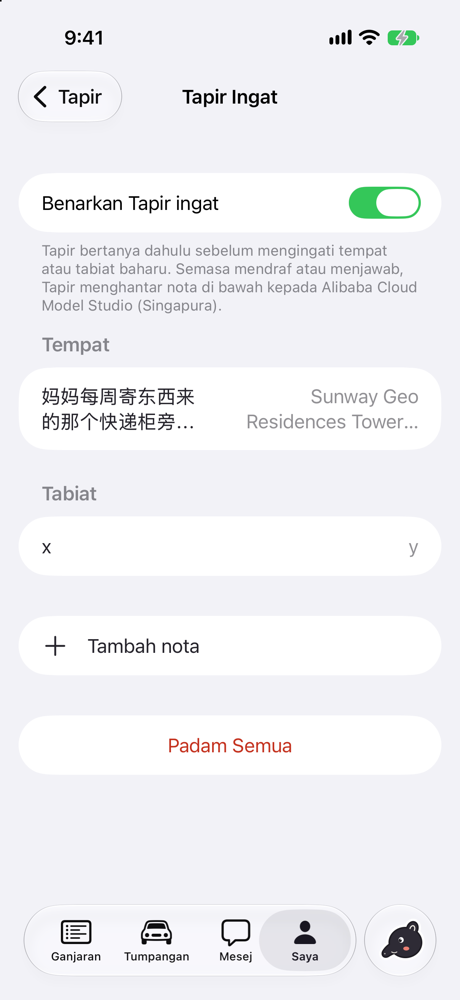 9:41
Tapir
Tapir Ingat
Benarkan Tapir ingat
Tapir bertanya dahulu sebelum mengingati tempat
atau tabiat baharu. Semasa mendraf atau menjawab,
Tapir menghantar nota di bawah kepada Alibaba Cloud
Model Studio (Singapura).
Tempat
妈妈每周寄东西来
的那个快递柜旁…
Sunway Geo
Residences Tower…
Tabiat
x
y
Tambah nota
Padam Semua
Ganjaran
Tumpangan
Mesej
Saya